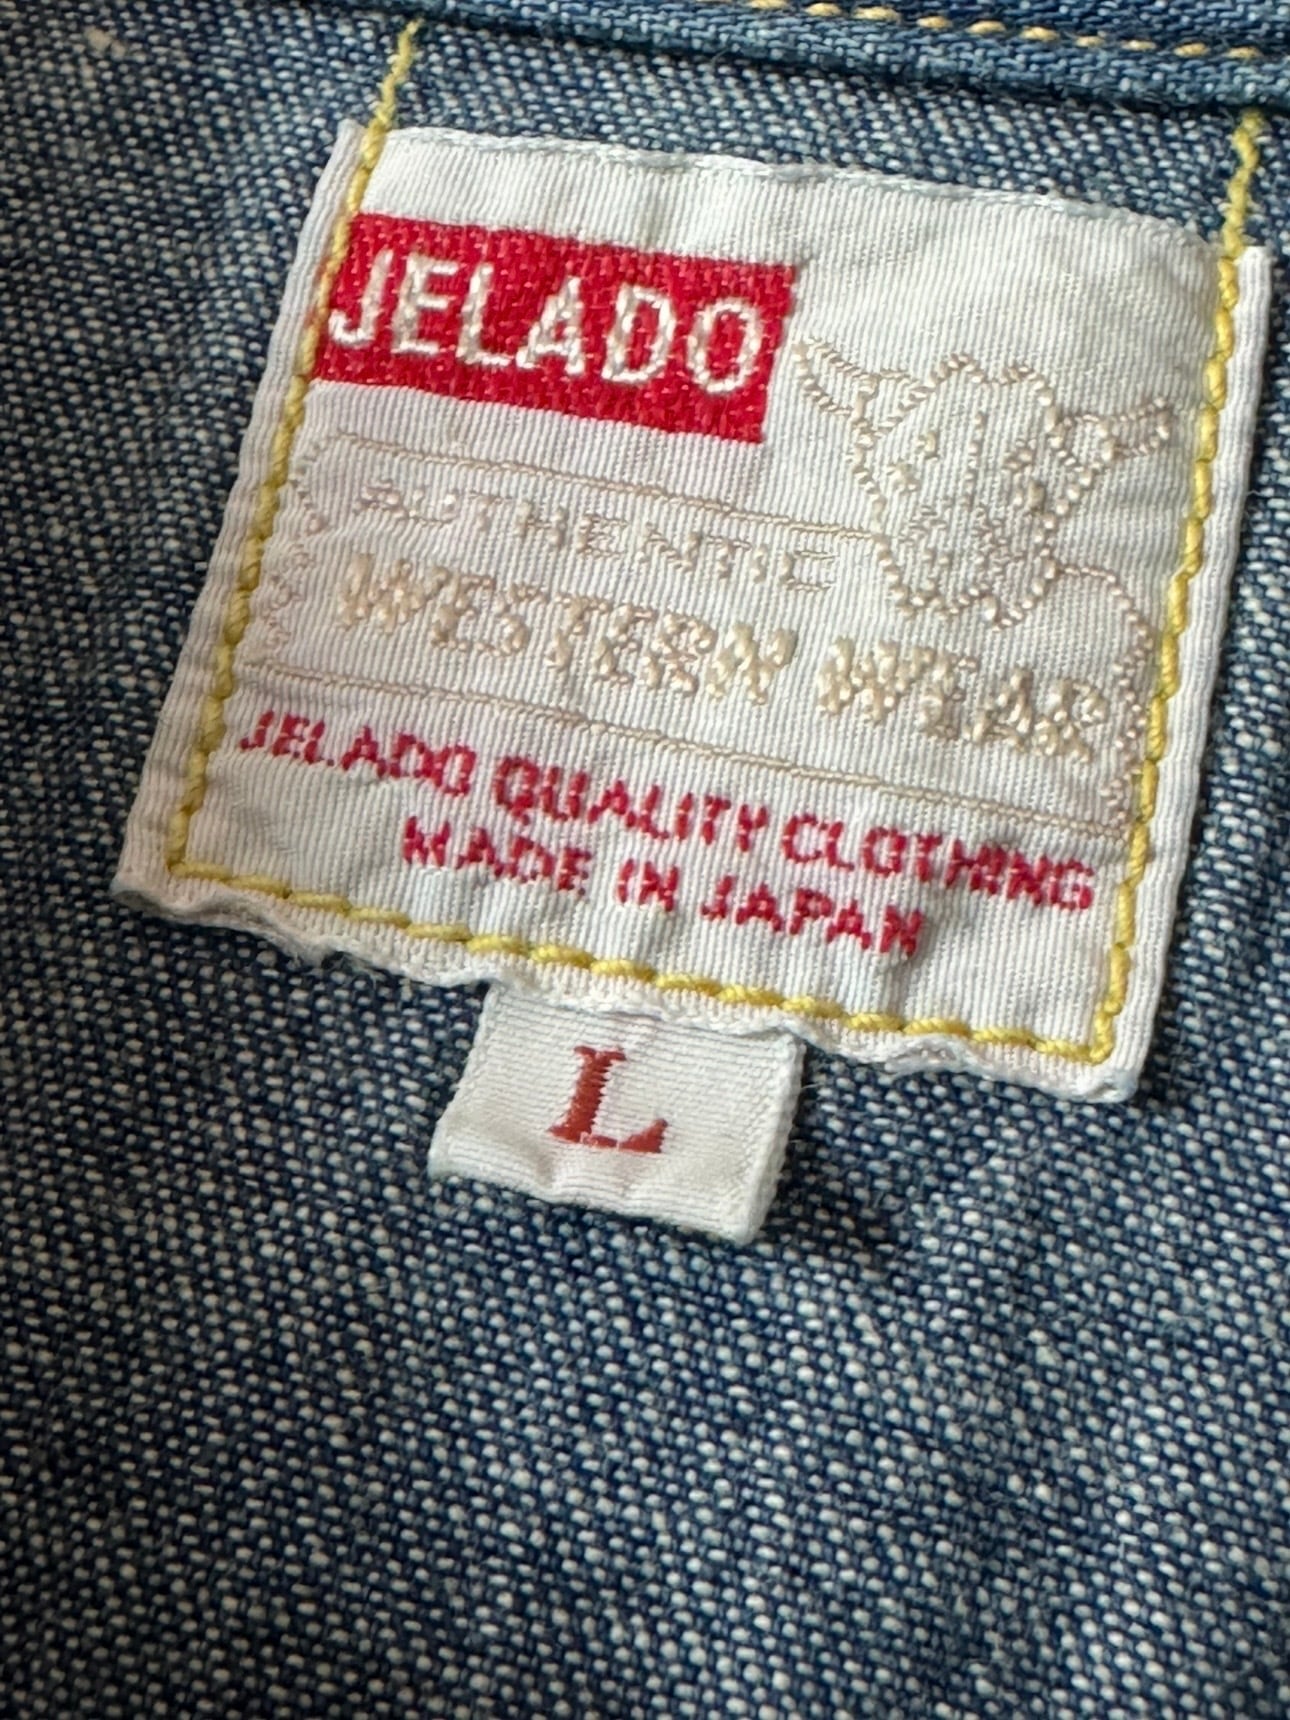 JELADO
AUTHENTIC
WESTERN WEAR
JELADO QUALITY CLOTHING
MADE IN JAPAN
L